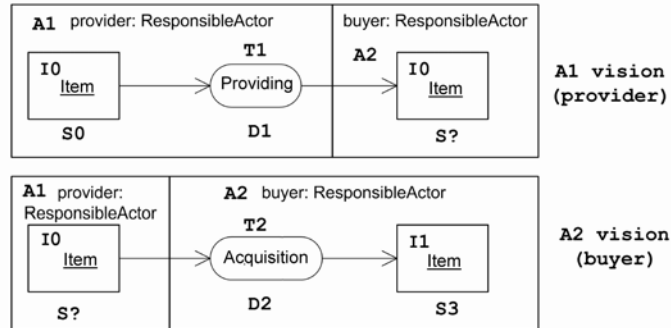 A1 provider: ResponsibleActor
buyer: ResponsibleActor
T1
A2
I0
Item
Providing
I0
Item
S0
D1
S?
A1 vision
(provider)
A1 provider:
ResponsibleActor
A2 buyer: ResponsibleActor
T2
I0
Item
Acquisition
I1
Item
S?
D2
S3
A2 vision
(buyer)